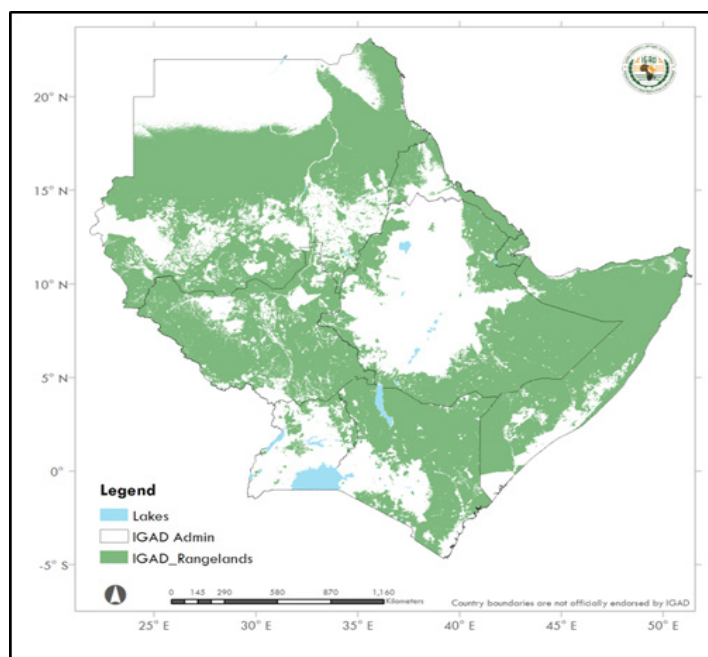 IGAD
20° N
15° N
10° N
5° N
0°
-5° S
Legend
Lakes
IGAD Admin
IGAD_Rangelands
0 145 290 580 870 1,160
Kilometers
Country boundaries are not officially endorsed by IGAD
25° E 30° E 35° E 40° E 45° E 50° E